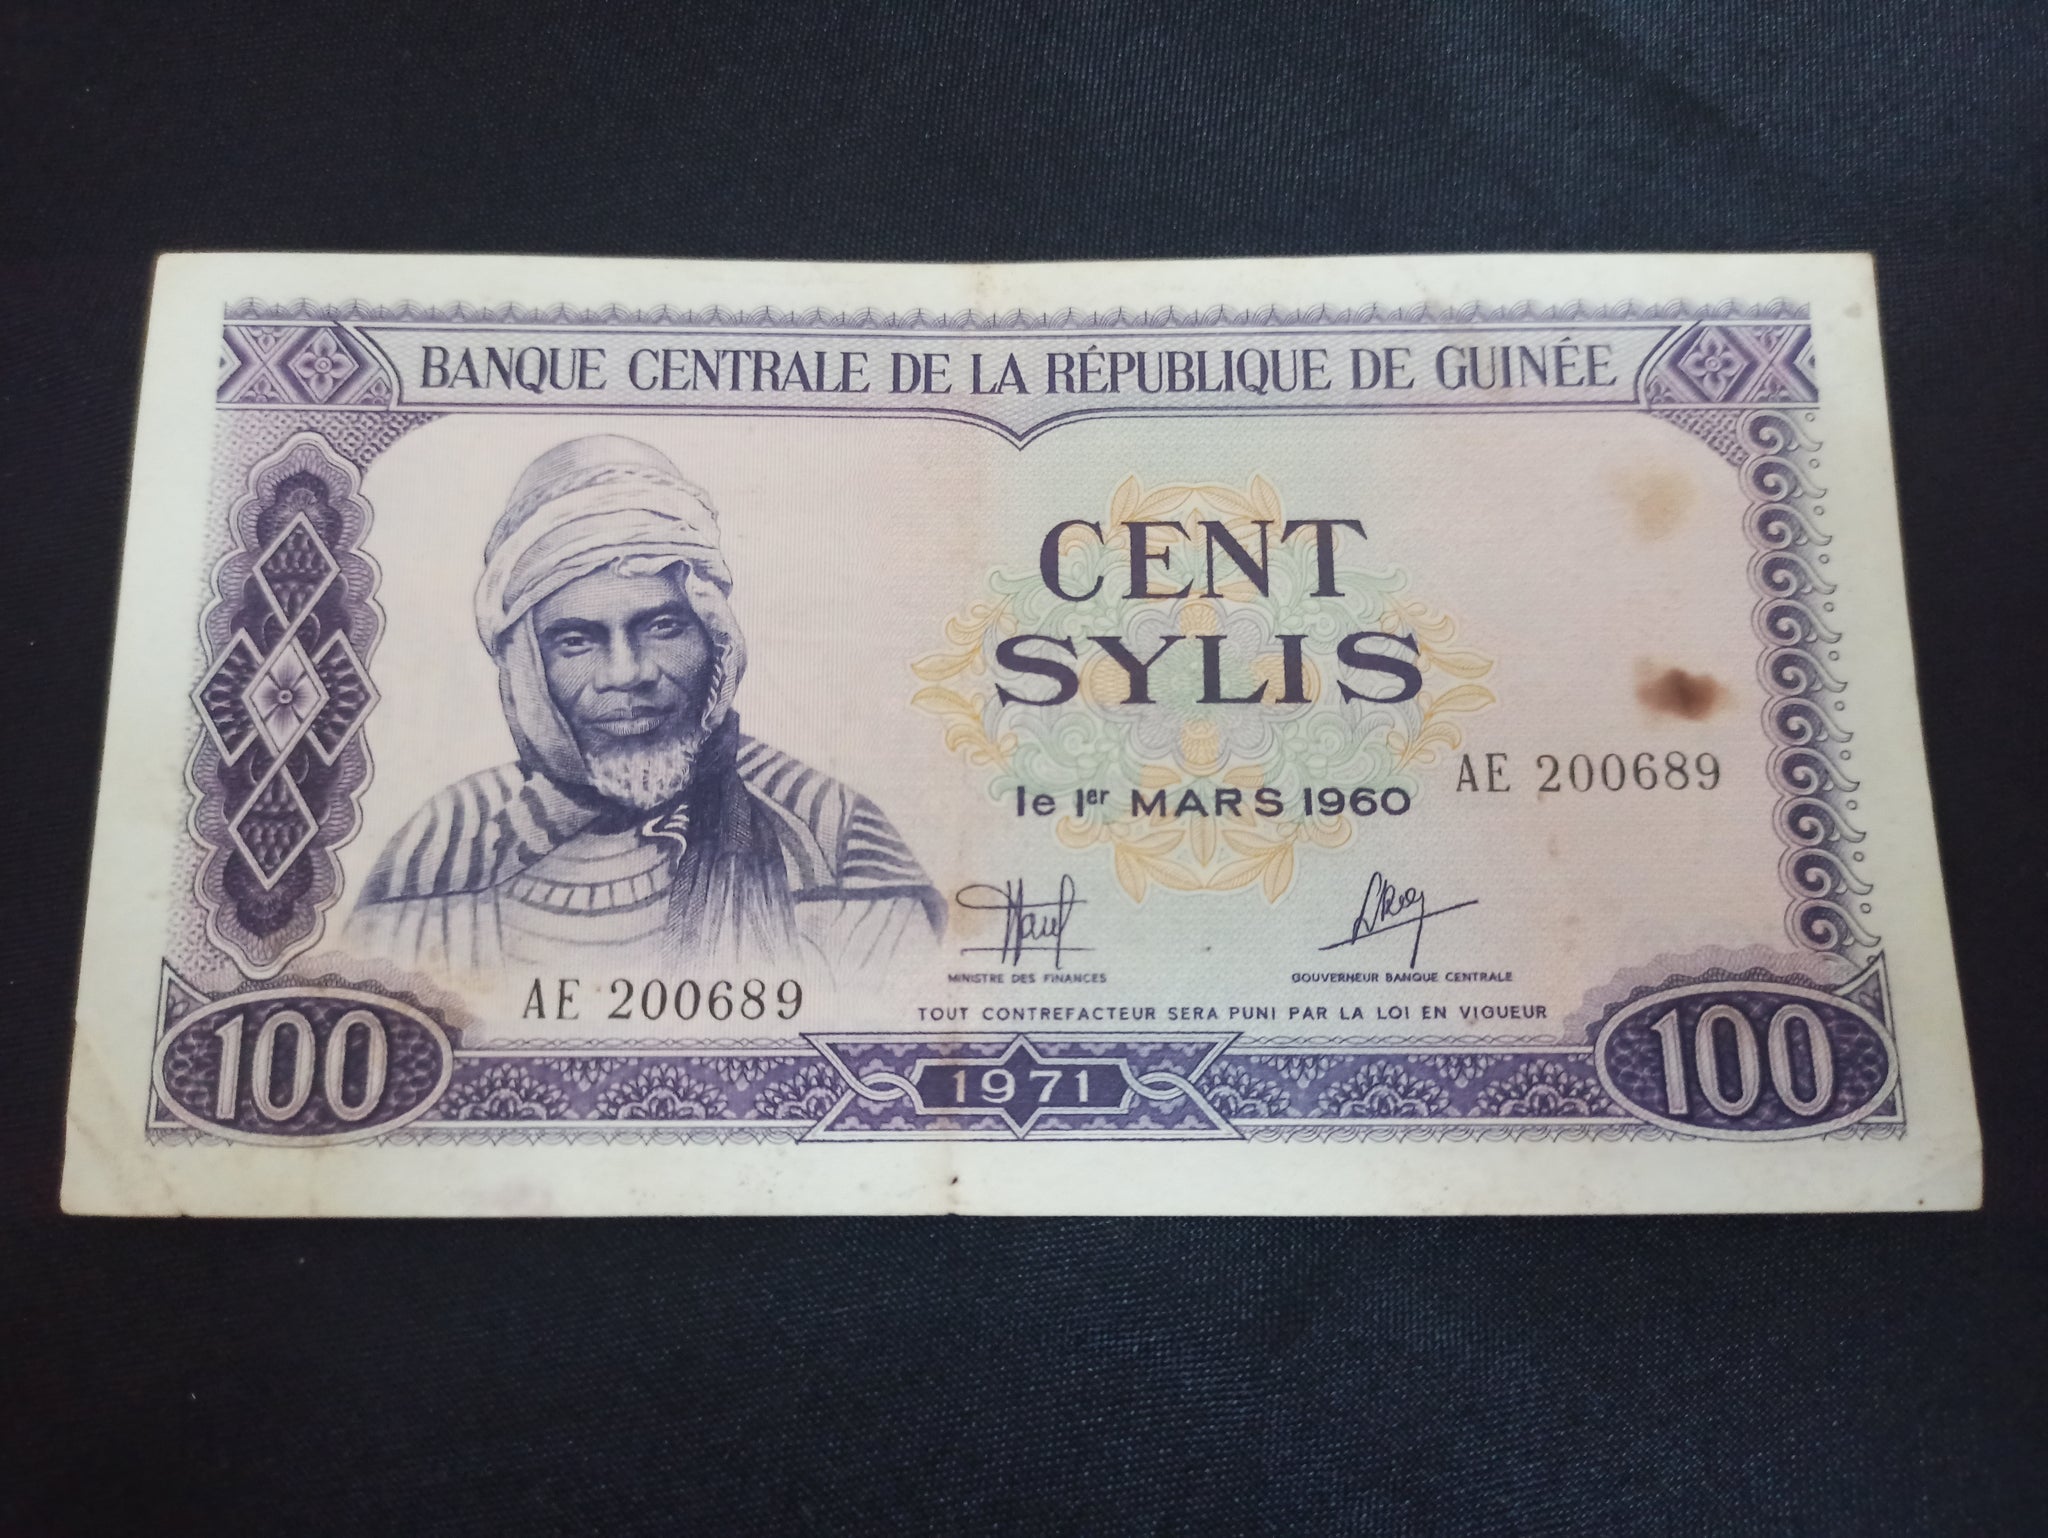 BANQUE CENTRALE DE LA RÉPUBLIQUE DE GUINÉE
CENT
SYLIS
AE 200689
le 1er MARS 1960
MINISTRE DES FINANCES
GOUVERNEUR BANQUE CENTRALE
AE 200689
TOUT CONTREFACTEUR SERA PUNI PAR LA LOI EN VIGUEUR
100
1971
100